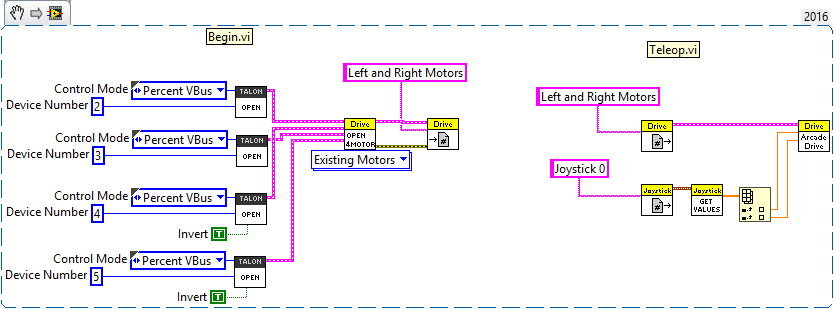 2016
Begin.vi
Control Mode Percent VBus
Device Number 2
TALON
OPEN
Control Mode Percent VBus
Device Number 3
TALON
OPEN
Control Mode Percent VBus
Device Number 4
TALON
OPEN
Invert T
Control Mode Percent VBus
Device Number 5
TALON
OPEN
Invert T
Left and Right Motors
Drive
OPEN
4MOTOR
Existing Motors
Drive
#
Teleop.vi
Left and Right Motors
Drive
#
Drive
Arcade
Drive
Joystick 0
Joystick
#
Joystick
GET
VALUES